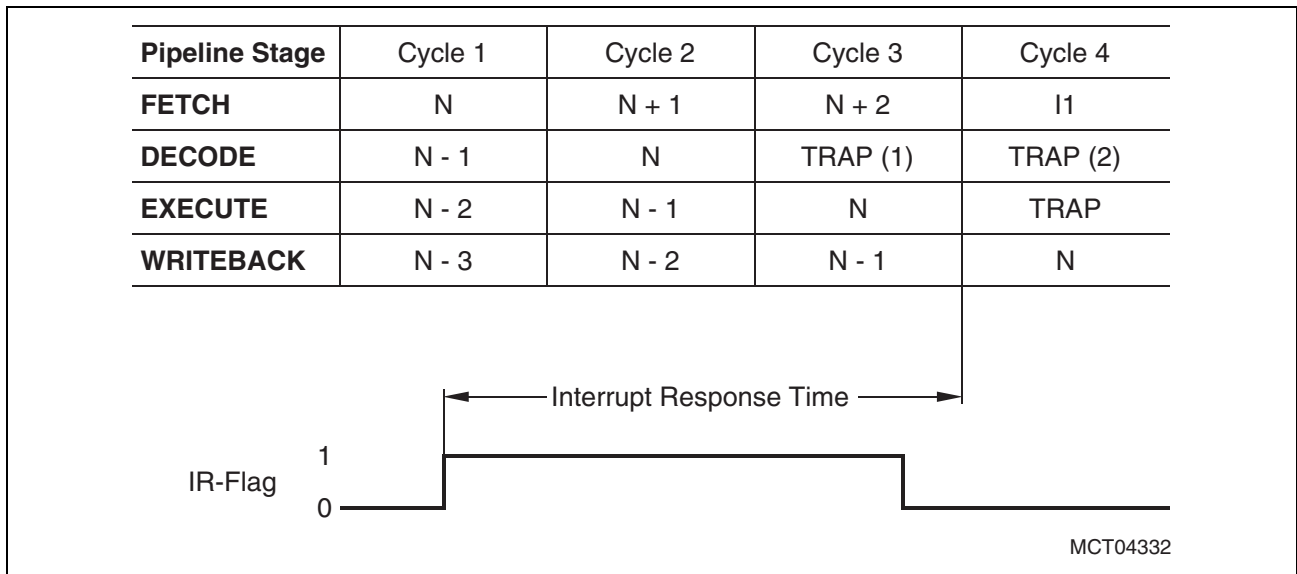 Pipeline Stage Cycle 1 Cycle 2 Cycle 3 Cycle 4
FETCH N N + 1 N + 2 I1
DECODE N - 1 N TRAP (1) TRAP (2)
EXECUTE N - 2 N - 1 N TRAP
WRITEBACK N - 3 N - 2 N - 1 N
Interrupt Response Time
1
IR-Flag
0
MCT04332